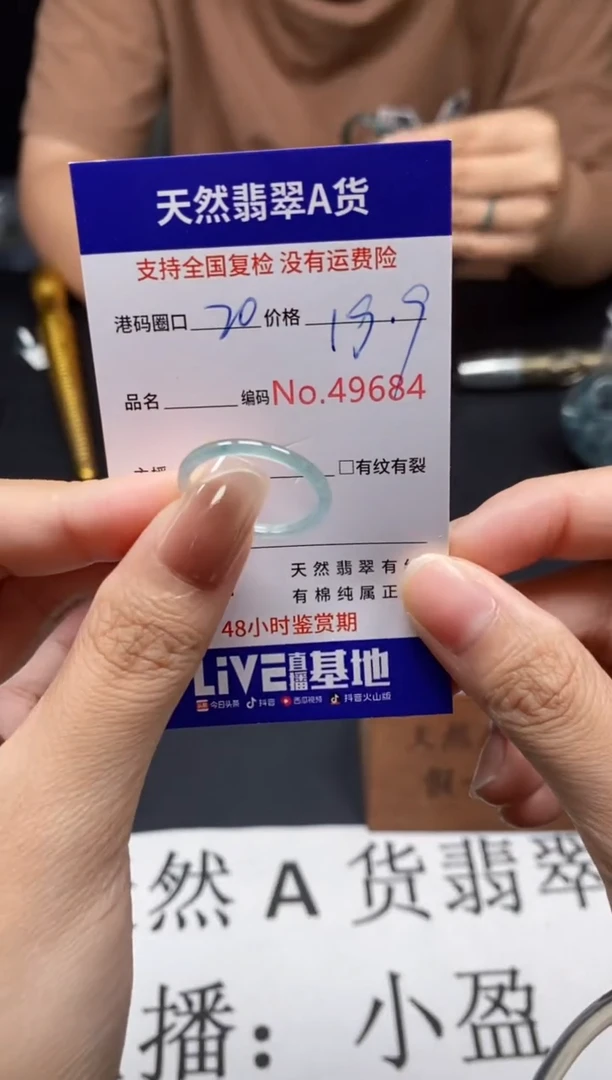 天然翡翠A货
支持全国复检 没有运费险
港码圈口 20 价格 19.9
品名 编码 No.49684
□有纹有裂
天然翡翠有
有棉纯属正
48小时鉴赏期
LiVE直播基地
今日头条 抖音 西瓜视频 抖音火山版
天然
然 A 货翡翠
播：小盈